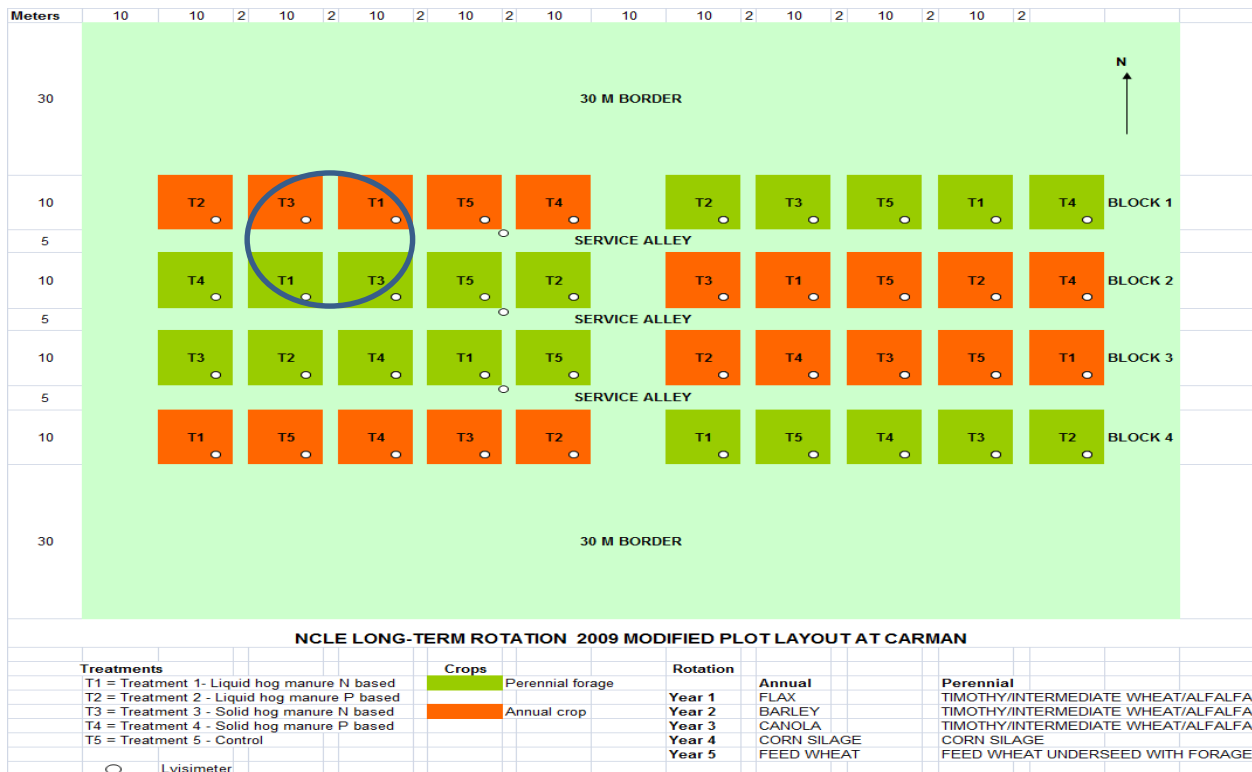 Meters 10 10 2 10 10 2 10 2 10 10 10 2 10 2 10 2 10 2
30 30 M BORDER N
10 T2 T3 T1 T5 T4 T2 T3 T5 T1 T4 BLOCK 1
5 SERVICE ALLEY
10 T4 T1 T3 T5 T2 T3 T1 T5 T2 T4 BLOCK 2
5 SERVICE ALLEY
10 T3 T2 T4 T1 T5 T2 T4 T3 T5 T1 BLOCK 3
5 SERVICE ALLEY
10 T1 T5 T4 T3 T2 T1 T5 T4 T3 T2 BLOCK 4
30 30 M BORDER
NCLE LONG-TERM ROTATION 2009 MODIFIED PLOT LAYOUT AT CARMAN
Treatments Crops Rotation
T1 = Treatment 1- Liquid hog manure N based Perennial forage Annual Perennial
T2 = Treatment 2 - Liquid hog manure P based Year 1 FLAX TIMOTHY/INTERMEDIATE WHEAT/ALFALFA
T3 = Treatment 3 - Solid hog manure N based Annual crop Year 2 BARLEY TIMOTHY/INTERMEDIATE WHEAT/ALFALFA
T4 = Treatment 4 - Solid hog manure P based Year 3 CANOLA TIMOTHY/INTERMEDIATE WHEAT/ALFALFA
T5 = Treatment 5 - Control Year 4 CORN SILAGE CORN SILAGE
Year 5 FEED WHEAT FEED WHEAT UNDERSEED WITH FORAGE
Lysimeter